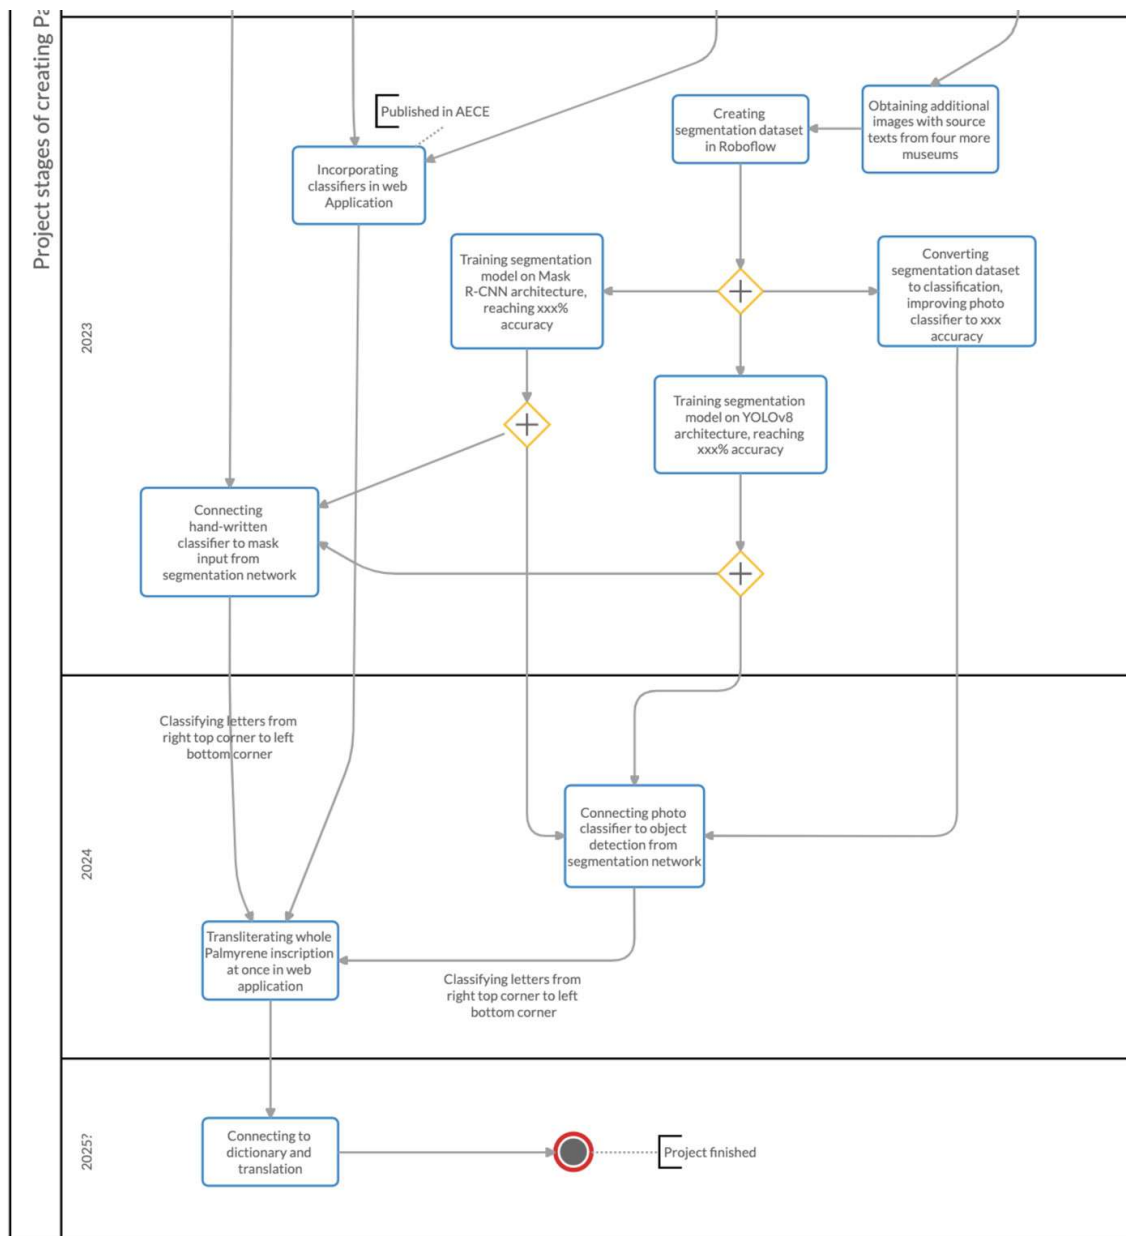 Project stages of creating
2023
Published in AECE
Incorporating
classifiers in web
Application
Creating
segmentation dataset
in Roboflow
Obtaining additional
images with source
texts from four more
museums
Training segmentation
model on Mask
R-CNN architecture,
reaching xxx%
accuracy
Converting
segmentation dataset
to classification,
improving photo
classifier to xxx
accuracy
Training segmentation
model on YOLOv8
architecture, reaching
xxx% accuracy
Connecting
hand-written
classifier to mask
input from
segmentation network
2024
Classifying letters from
right top corner to left
bottom corner
Connecting photo
classifier to object
detection from
segmentation network
Transliterating whole
Palmyrene inscription
at once in web
application
Classifying letters from
right top corner to left
bottom corner
2025?
Connecting to
dictionary and
translation
Project finished